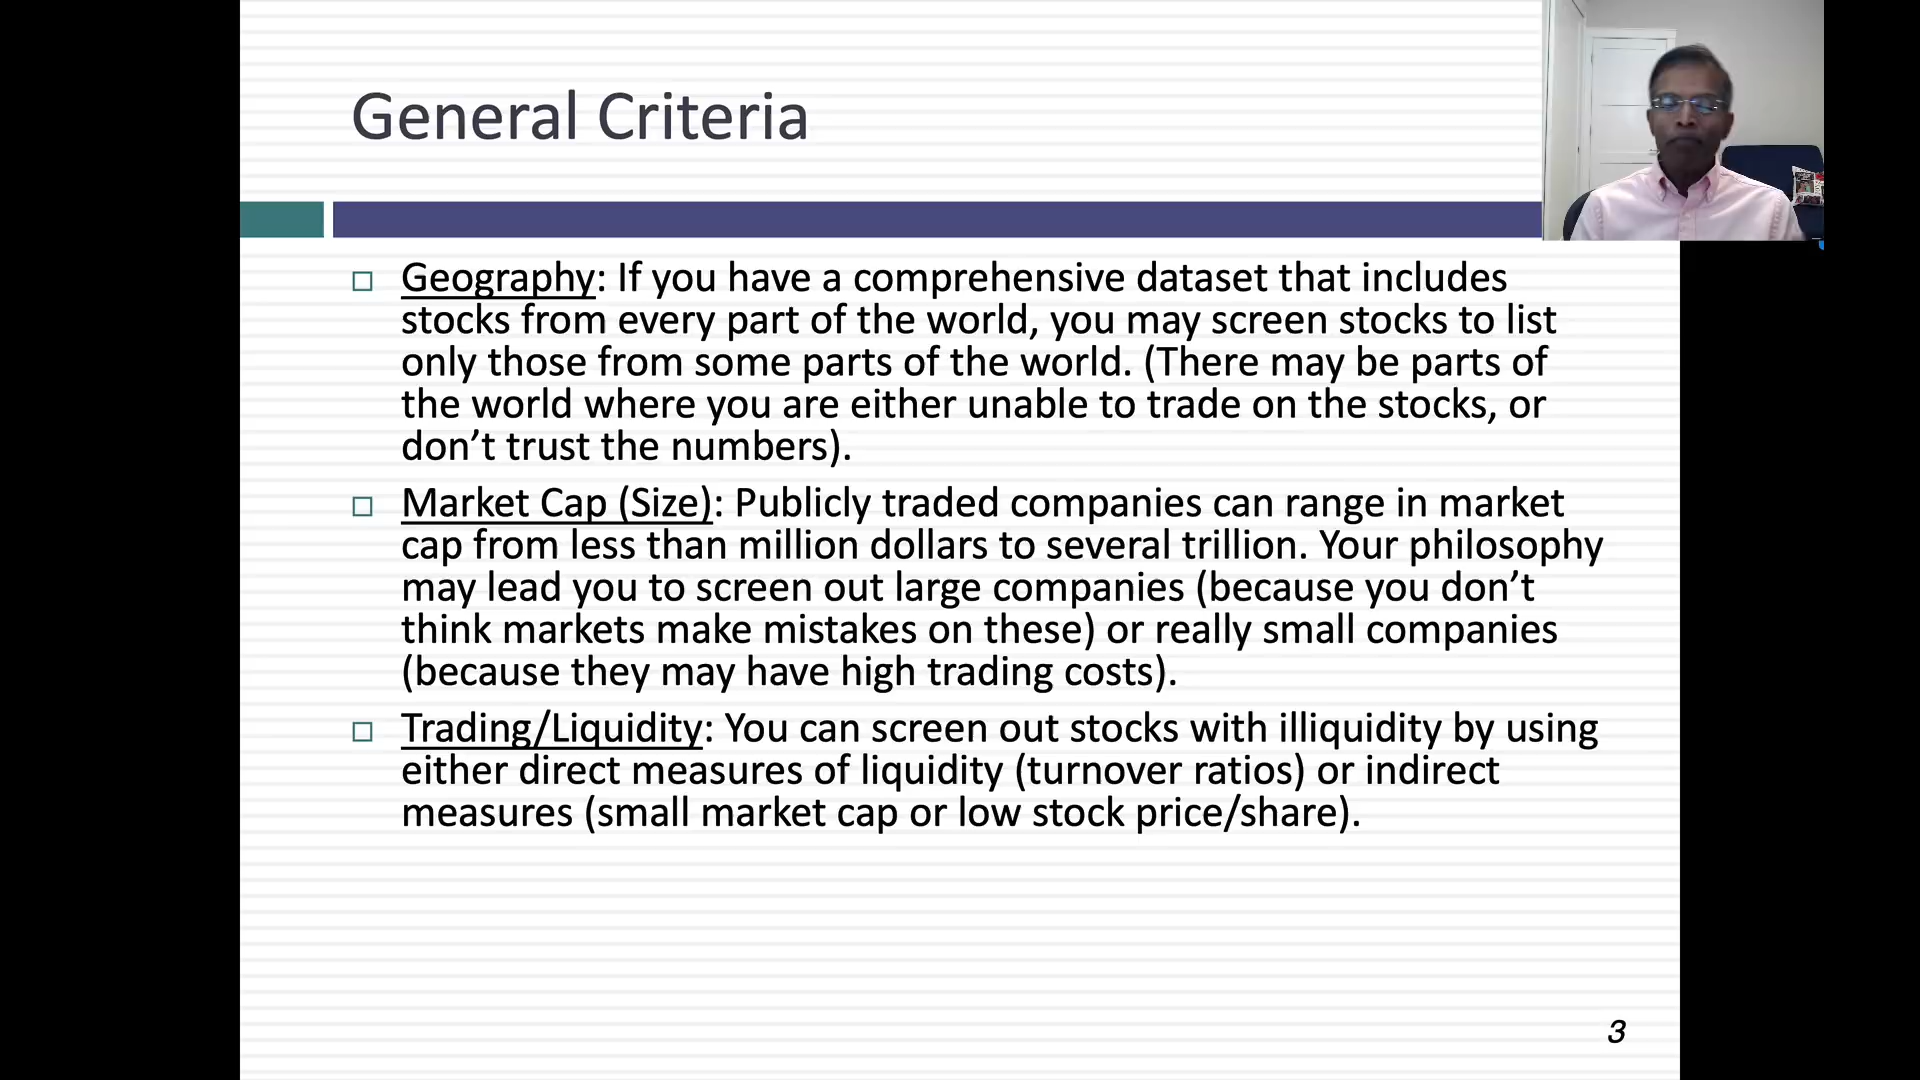 General Criteria
Geography: If you have a comprehensive dataset that includes
stocks from every part of the world, you may screen stocks to list
only those from some parts of the world. (There may be parts of
the world where you are either unable to trade on the stocks, or
don’t trust the numbers).
Market Cap (Size): Publicly traded companies can range in market
cap from less than million dollars to several trillion. Your philosophy
may lead you to screen out large companies (because you don’t
think markets make mistakes on these) or really small companies
(because they may have high trading costs).
Trading/Liquidity: You can screen out stocks with illiquidity by using
either direct measures of liquidity (turnover ratios) or indirect
measures (small market cap or low stock price/share).
3